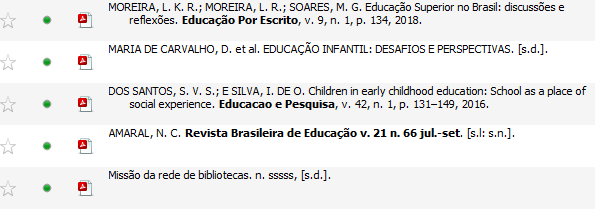 MOREIRA, L. K. R.; MOREIRA, L. R.; SOARES, M. G. Educação Superior no Brasil: discussões e
reflexões. Educação Por Escrito, v. 9, n. 1, p. 134, 2018.
MARIA DE CARVALHO, D. et al. EDUCAÇÃO INFANTIL: DESAFIOS E PERSPECTIVAS. [s.d.].
DOS SANTOS, S. V. S.; E SILVA, I. DE O. Children in early childhood education: School as a place of
social experience. Educacao e Pesquisa, v. 42, n. 1, p. 131–149, 2016.
AMARAL, N. C. Revista Brasileira de Educação v. 21 n. 66 jul.-set. [s.l: s.n.].
Missão da rede de bibliotecas. n. sssss, [s.d.].